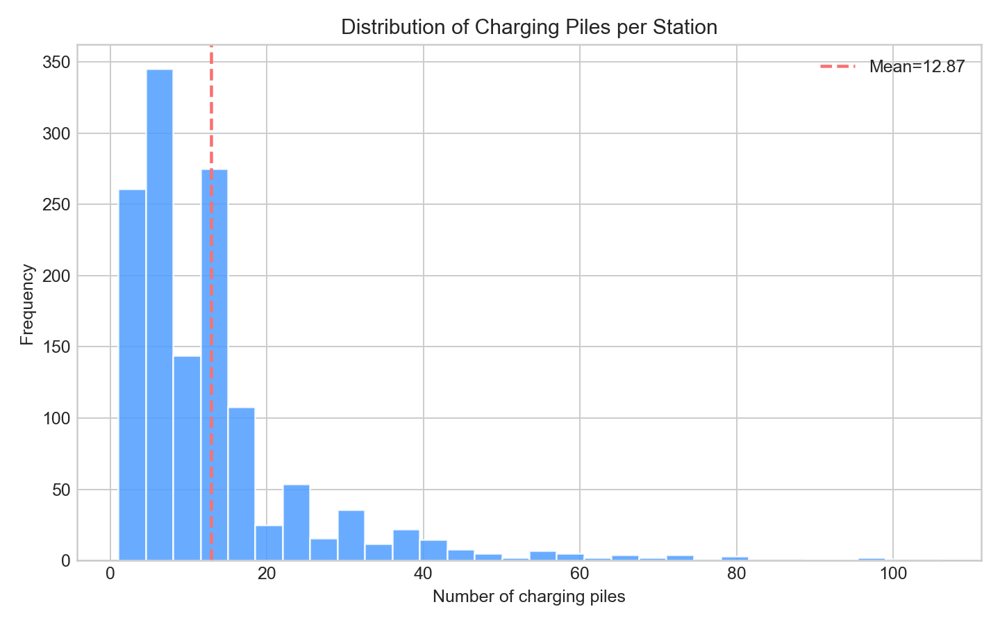 Distribution of Charging Piles per Station
Mean=12.87
Frequency
350
300
250
200
150
100
50
0
0 20 40 60 80 100
Number of charging piles